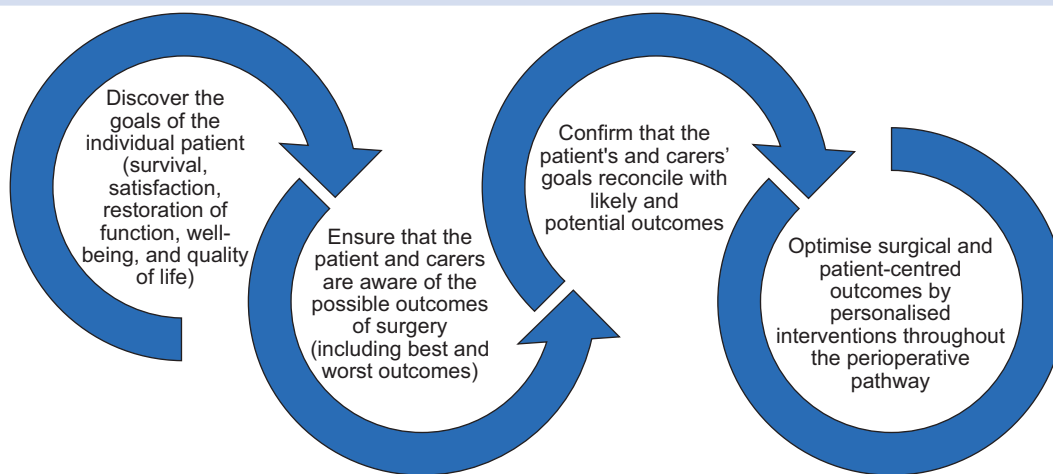 Discover the
goals of the
individual patient
(survival,
satisfaction,
restoration of
function, well-
being, and quality
of life)
Ensure that the
patient and carers
are aware of the
possible outcomes
of surgery
(including best and
worst outcomes)
Confirm that the
patient's and carers’
goals reconcile with
likely and
potential outcomes
Optimise surgical and
patient-centred
outcomes by
personalised
interventions throughout
the perioperative
pathway